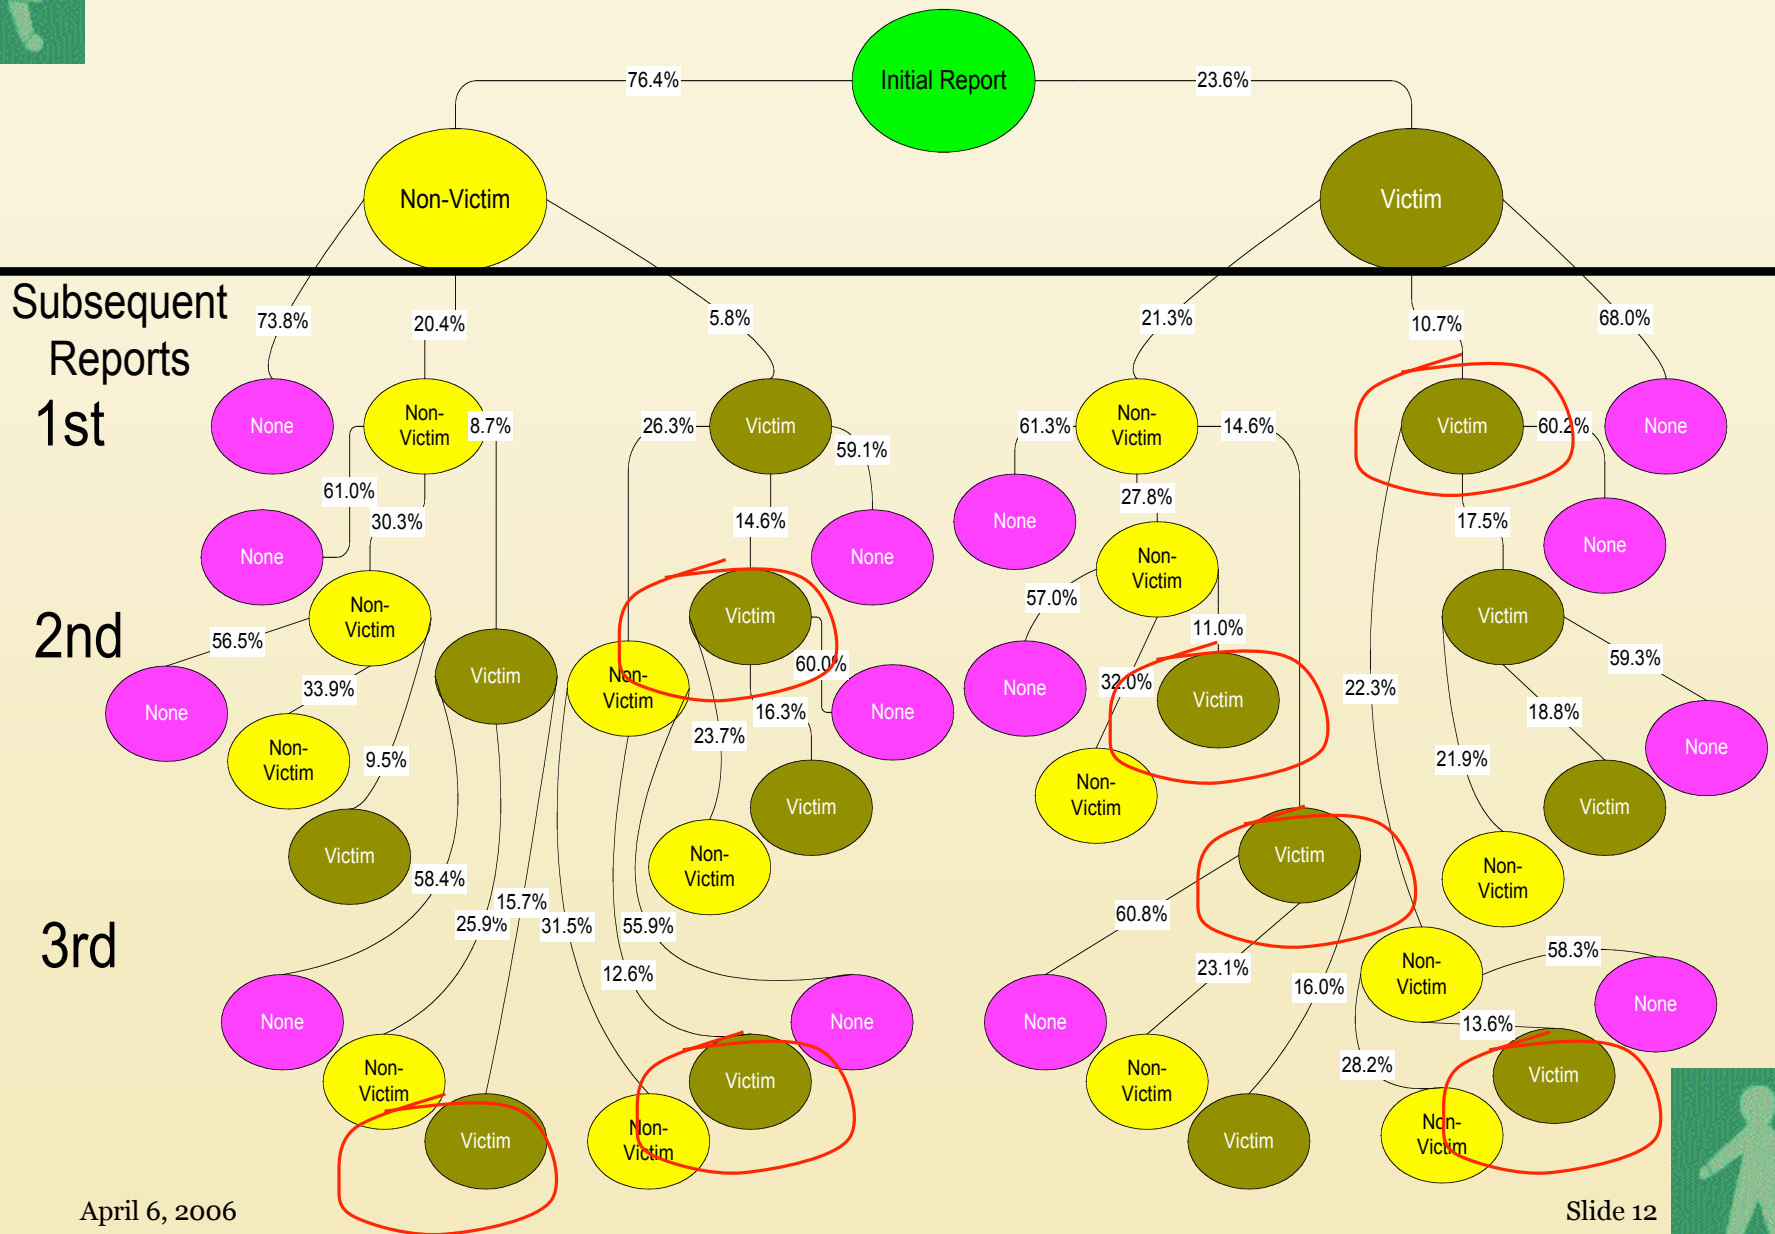 Initial Report
76.4%
23.6%
Non-Victim
Victim
Subsequent
Reports
73.8%
20.4%
5.8%
21.3%
10.7%
68.0%
1st
None
Non-
Victim
8.7%
26.3%
Victim
59.1%
61.3%
Non-
Victim
14.6%
Victim
60.2%
None
61.0%
30.3%
14.6%
27.8%
17.5%
None
None
None
None
2nd
Non-
Victim
Victim
Non-
Victim
Victim
56.5%
33.9%
Victim
Non-
Victim
60.0%
57.0%
11.0%
32.0%
22.3%
59.3%
None
Non-
Victim
9.5%
23.7%
16.3%
None
None
Victim
21.9%
18.8%
None
Victim
Non-
Victim
Victim
Non-
Victim
Victim
Non-
Victim
Victim
3rd
58.4%
25.9%
15.7%
31.5%
55.9%
12.6%
60.8%
23.1%
16.0%
Non-
Victim
58.3%
None
Non-
Victim
Victim
Non-
Victim
Victim
None
None
Non-
Victim
Victim
28.2%
13.6%
None
Non-
Victim
Victim
April 6, 2006
Slide 12